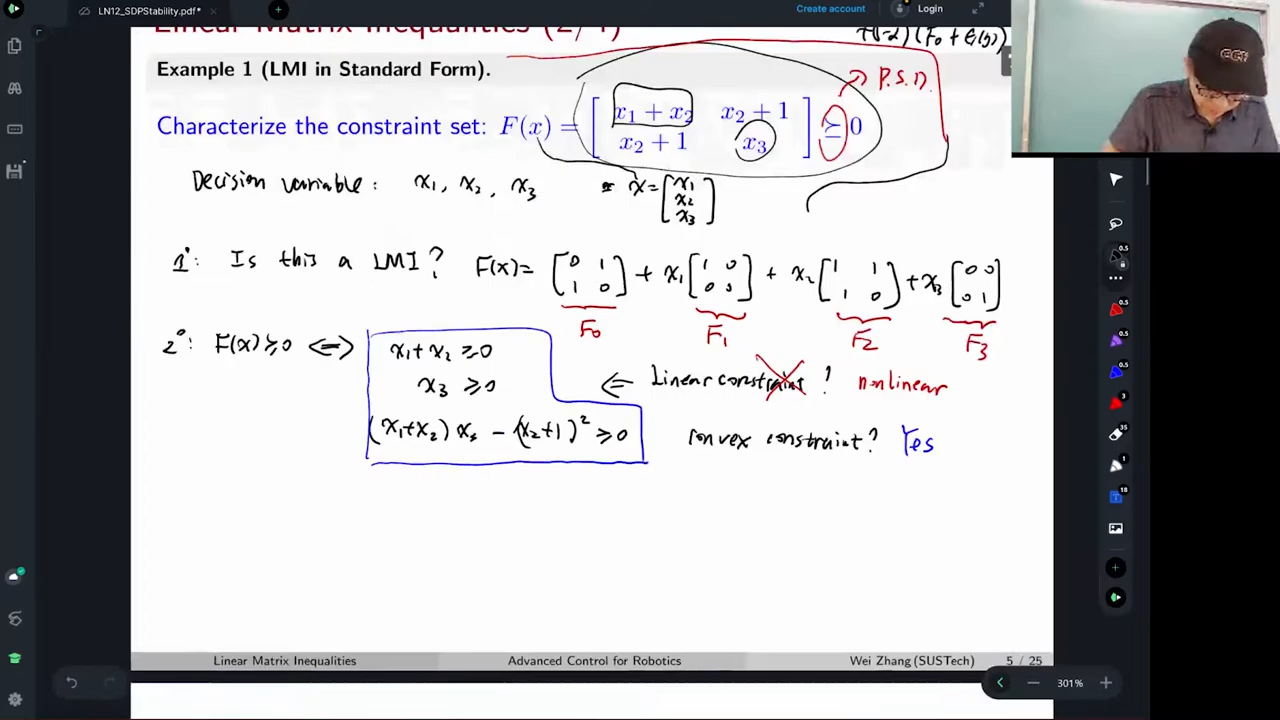 LN12_SDPStability.pdf*
Create account
Login
Linear Matrix Inequalities (2/4)
+(1-α)(F₀ +
Example 1 (LMI in Standard Form).
P.S.D.
Characterize the constraint set: F(x) = [ x₁ + x₂ x₂ + 1 ; x₂ + 1 x₃ ] ⪰ 0
Decision variable: x₁, x₂, x₃ x = [ x₁ ; x₂ ; x₃ ]
1°: Is this a LMI? F(x) = [ 0 1 ; 1 0 ] + x₁ [ 1 0 ; 0 0 ] + x₂ [ 1 1 ; 1 0 ] + x₃ [ 0 0 ; 0 1 ]
F₀ F₁ F₂ F₃
2°: F(x) ≥ 0 ⟺ x₁ + x₂ ≥ 0
x₃ ≥ 0 ⇐ Linear constraint? nonlinear
(x₁+x₂) x₃ − (x₂+1)² ≥ 0 convex constraint? Yes
Linear Matrix Inequalities Advanced Control for Robotics Wei Zhang (SUSTech) 5 / 25
301%